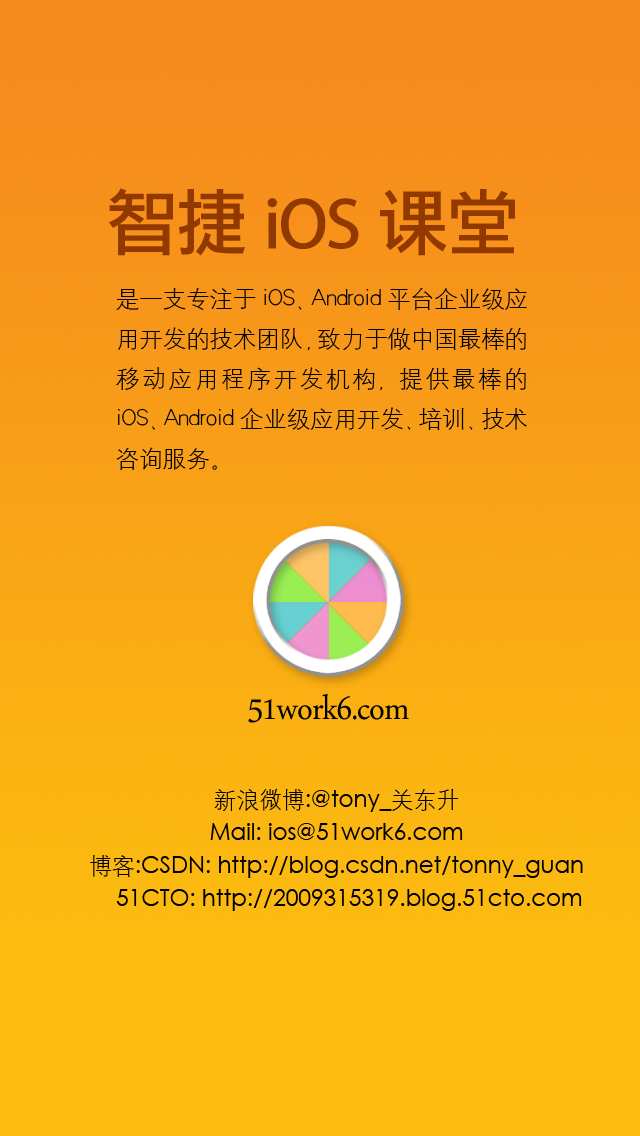 智捷 iOS 课堂
是一支专注于 iOS、Android 平台企业级应
用开发的技术团队, 致力于做中国最棒的
移动应用程序开发机构, 提供最棒的
iOS、Android 企业级应用开发、培训、技术
咨询服务。
51work6.com
新浪微博:@tony_关东升
Mail: ios@51work6.com
博客:CSDN: http://blog.csdn.net/tonny_guan
51CTO: http://2009315319.blog.51cto.com